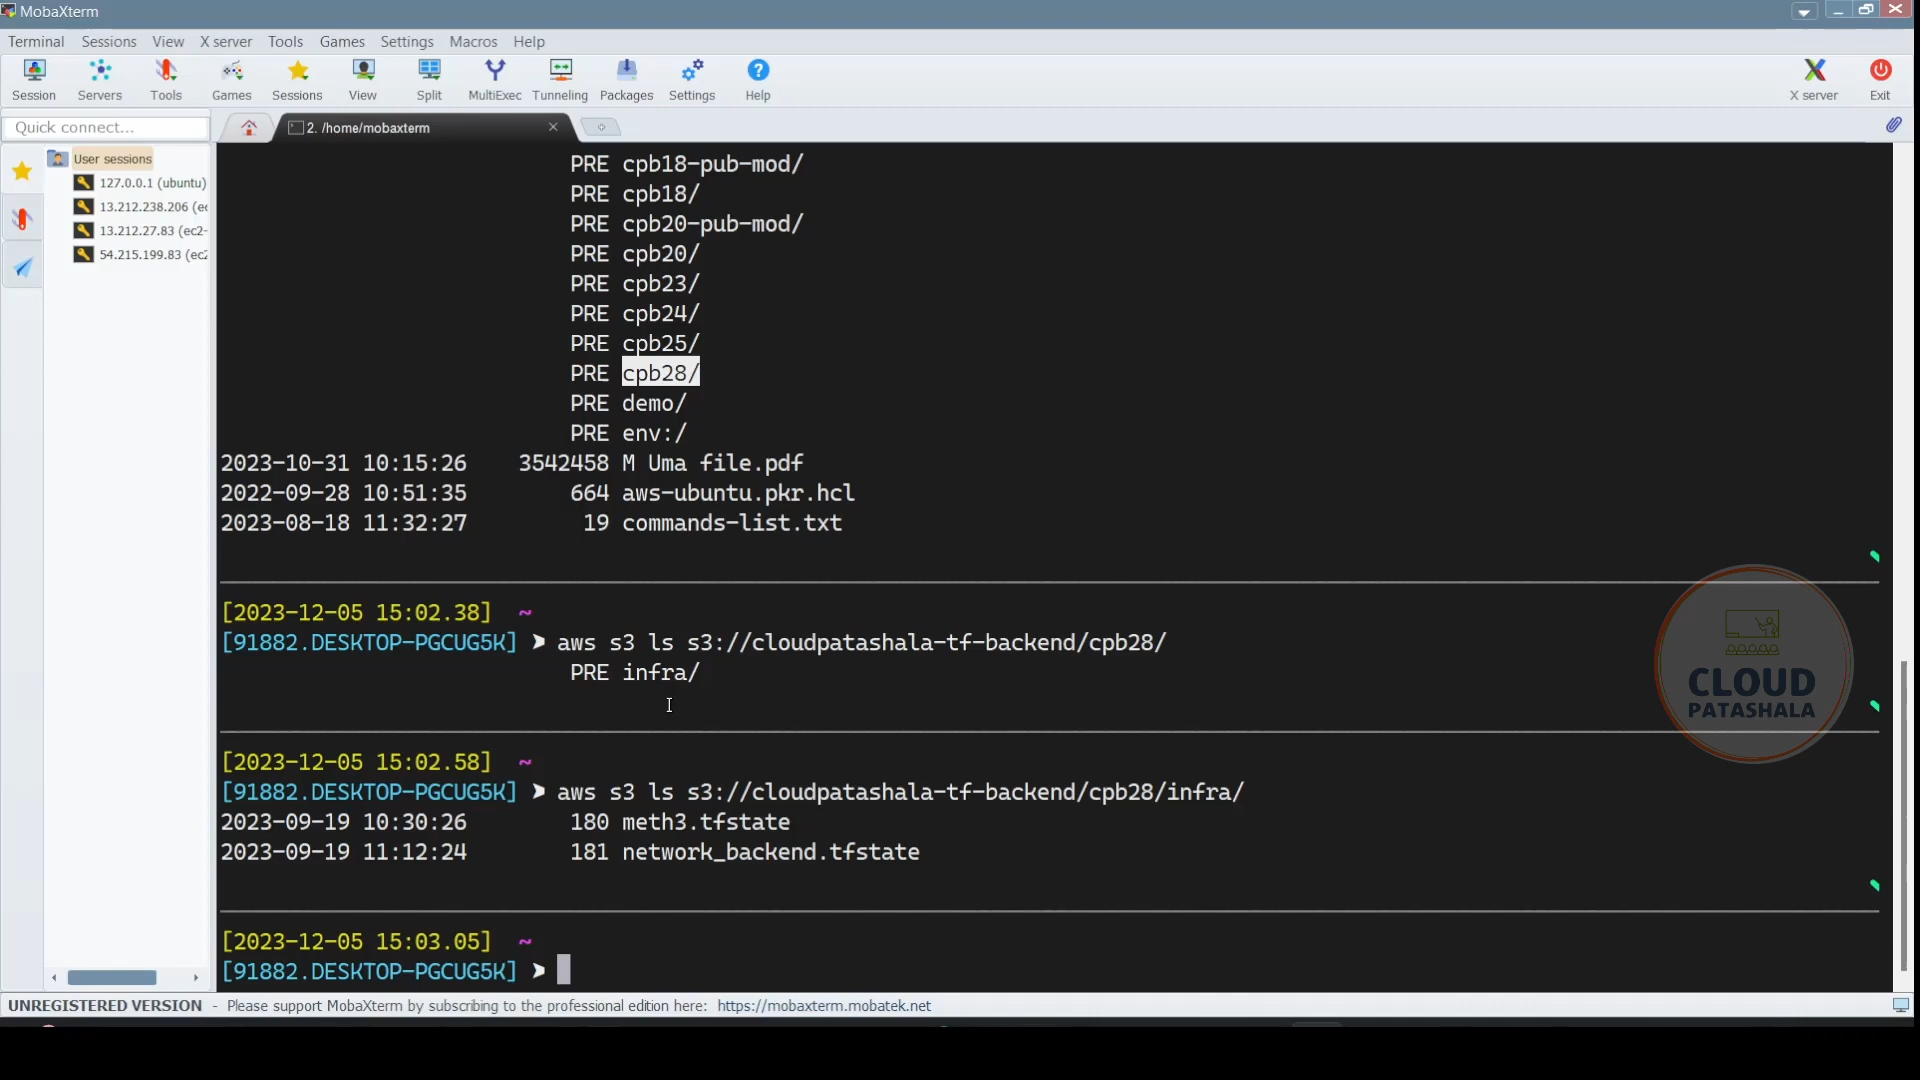 MobaXterm
Terminal Sessions View X server Tools Games Settings Macros Help
Session Servers Tools Games Sessions View Split MultiExec Tunneling Packages Settings Help X server Exit
Quick connect...
2. /home/mobaxterm
User sessions
127.0.0.1 (ubuntu)
13.212.238.206 (ec
13.212.27.83 (ec2-
54.215.199.83 (ec2
PRE cpb18-pub-mod/
PRE cpb18/
PRE cpb20-pub-mod/
PRE cpb20/
PRE cpb23/
PRE cpb24/
PRE cpb25/
PRE cpb28/
PRE demo/
PRE env:/
2023-10-31 10:15:26 3542458 M Uma file.pdf
2022-09-28 10:51:35 664 aws-ubuntu.pkr.hcl
2023-08-18 11:32:27 19 commands-list.txt
[2023-12-05 15:02.38] ~
[91882.DESKTOP-PGCUG5K] ➤ aws s3 ls s3://cloudpatashala-tf-backend/cpb28/
PRE infra/
[2023-12-05 15:02.58] ~
[91882.DESKTOP-PGCUG5K] ➤ aws s3 ls s3://cloudpatashala-tf-backend/cpb28/infra/
2023-09-19 10:30:26 180 meth3.tfstate
2023-09-19 11:12:24 181 network_backend.tfstate
[2023-12-05 15:03.05] ~
[91882.DESKTOP-PGCUG5K] ➤
CLOUD
PATASHALA
UNREGISTERED VERSION - Please support MobaXterm by subscribing to the professional edition here: https://mobaxterm.mobatek.net